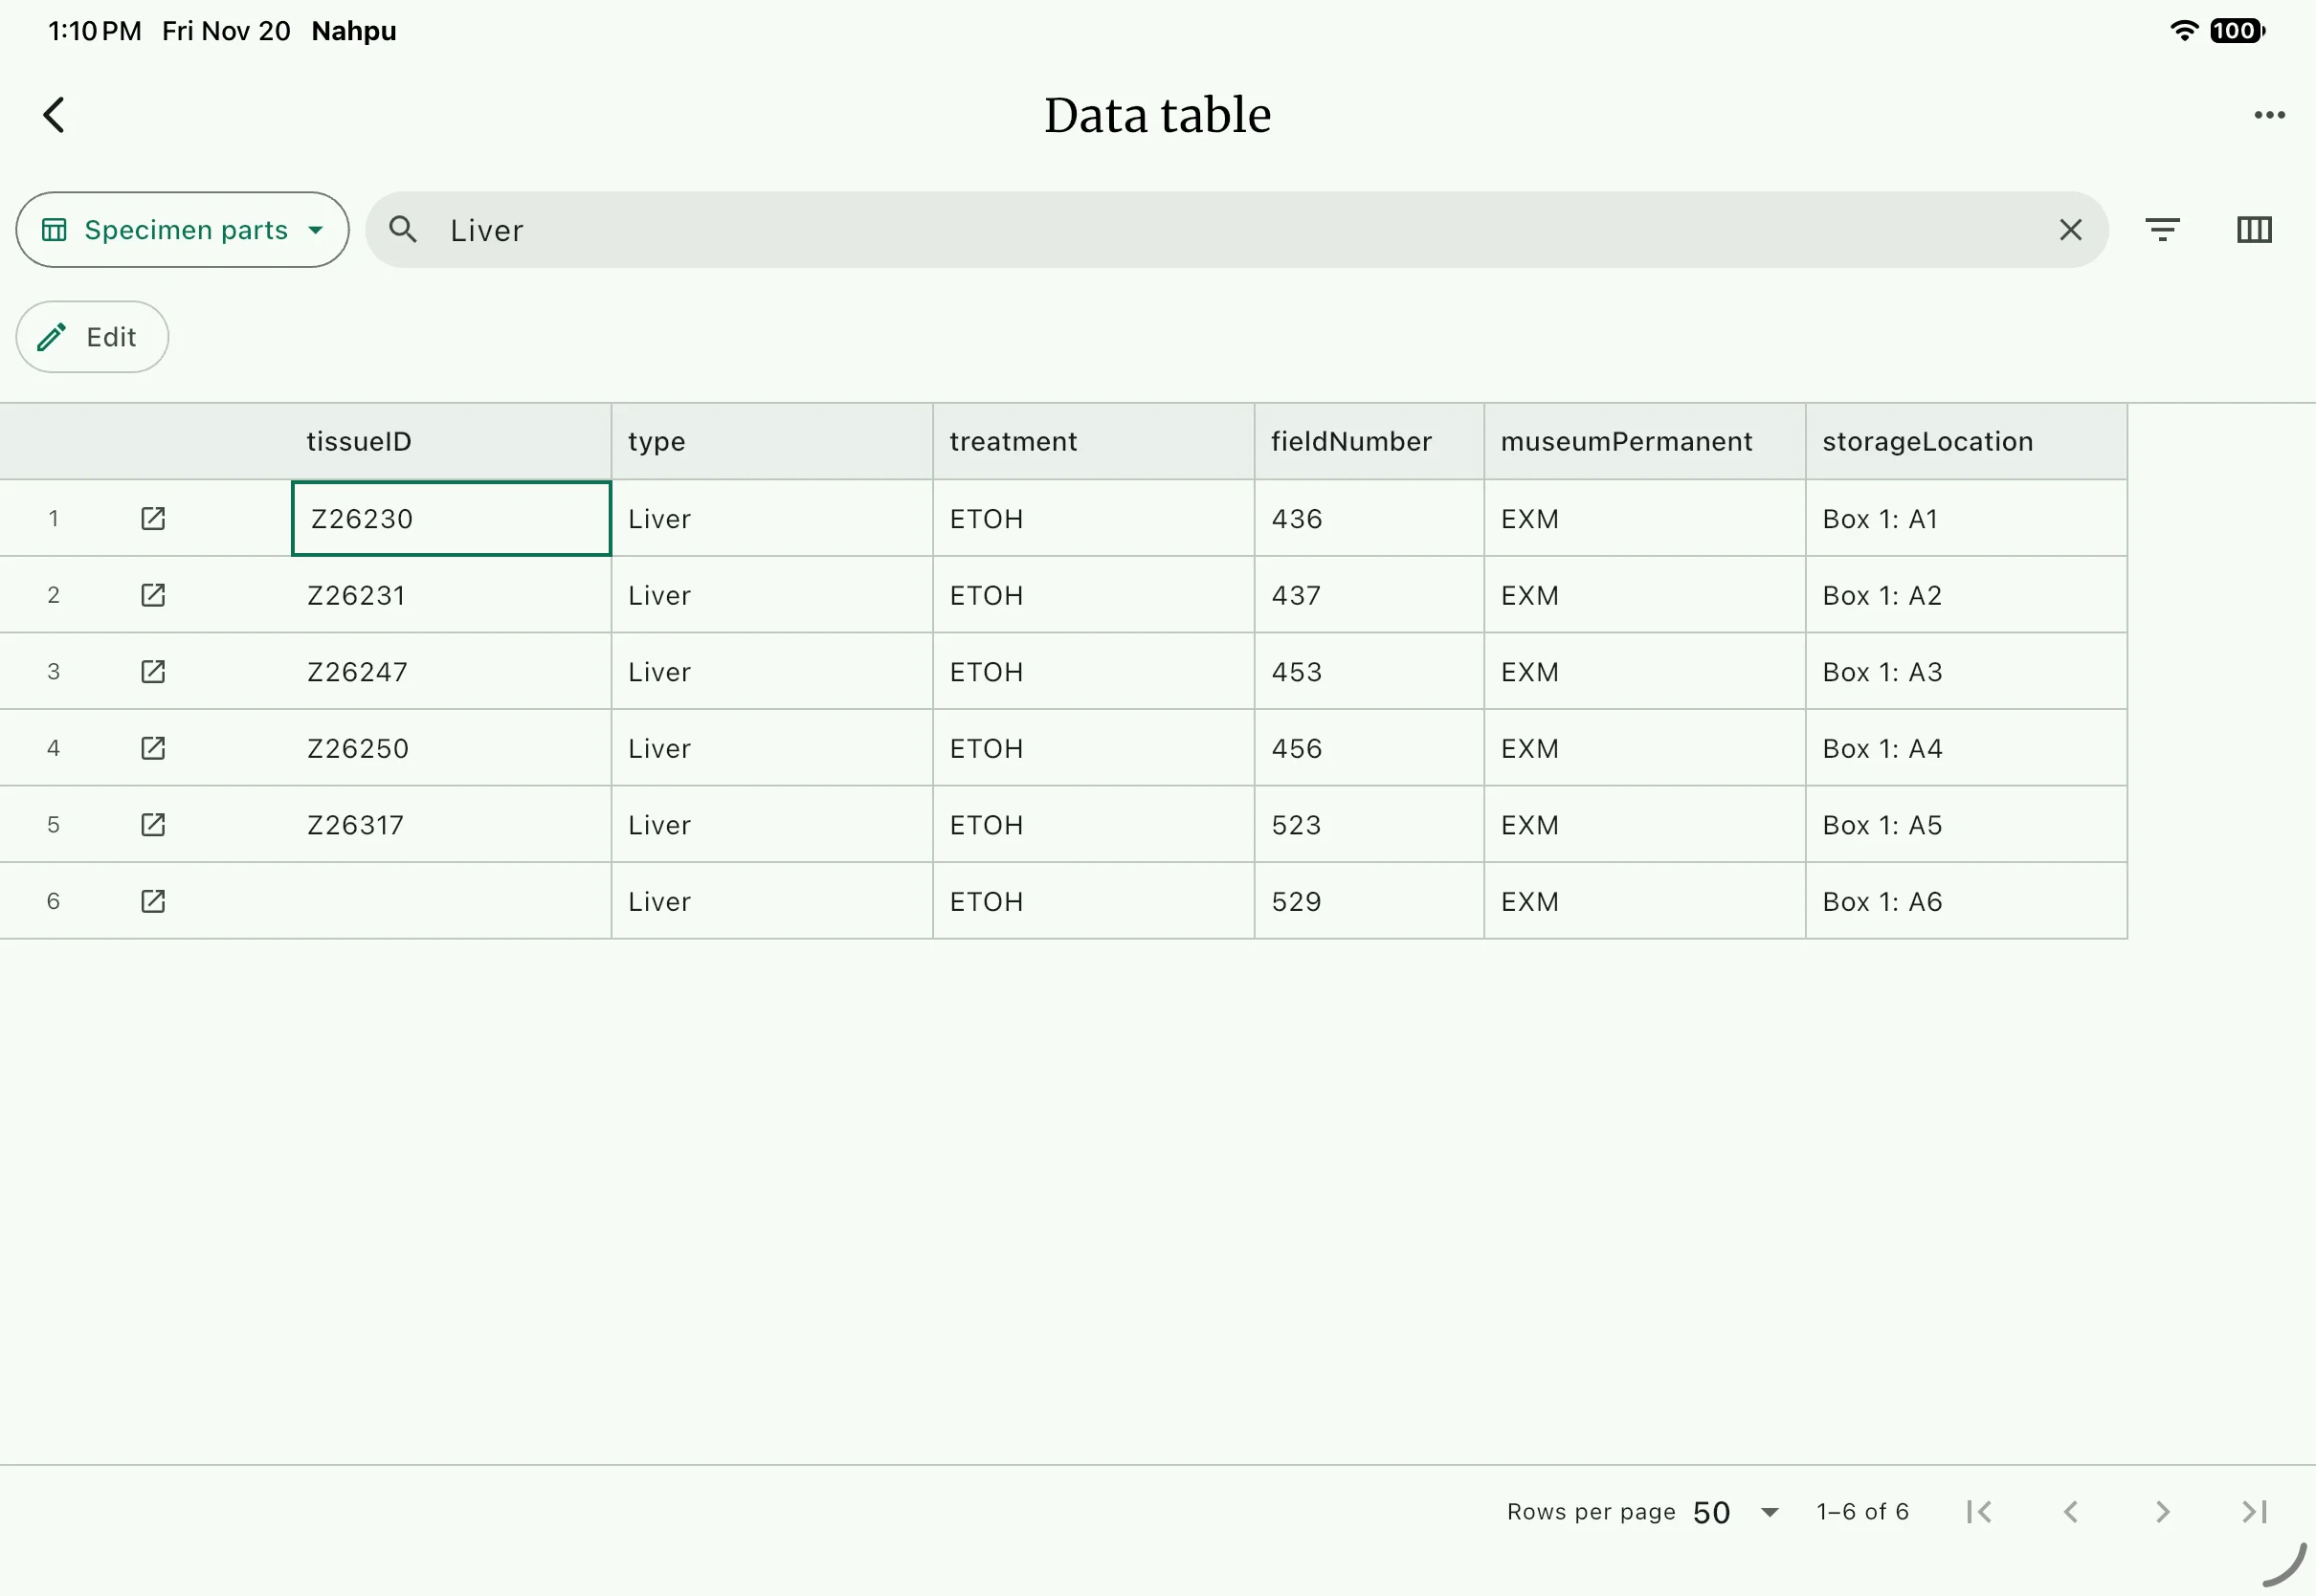 1:10 PM Fri Nov 20 Nahpu 100
Data table
Specimen parts Liver
Edit
tissueID type treatment fieldNumber museumPermanent storageLocation
1 Z26230 Liver ETOH 436 EXM Box 1: A1
2 Z26231 Liver ETOH 437 EXM Box 1: A2
3 Z26247 Liver ETOH 453 EXM Box 1: A3
4 Z26250 Liver ETOH 456 EXM Box 1: A4
5 Z26317 Liver ETOH 523 EXM Box 1: A5
6 Liver ETOH 529 EXM Box 1: A6
Rows per page 50 1–6 of 6